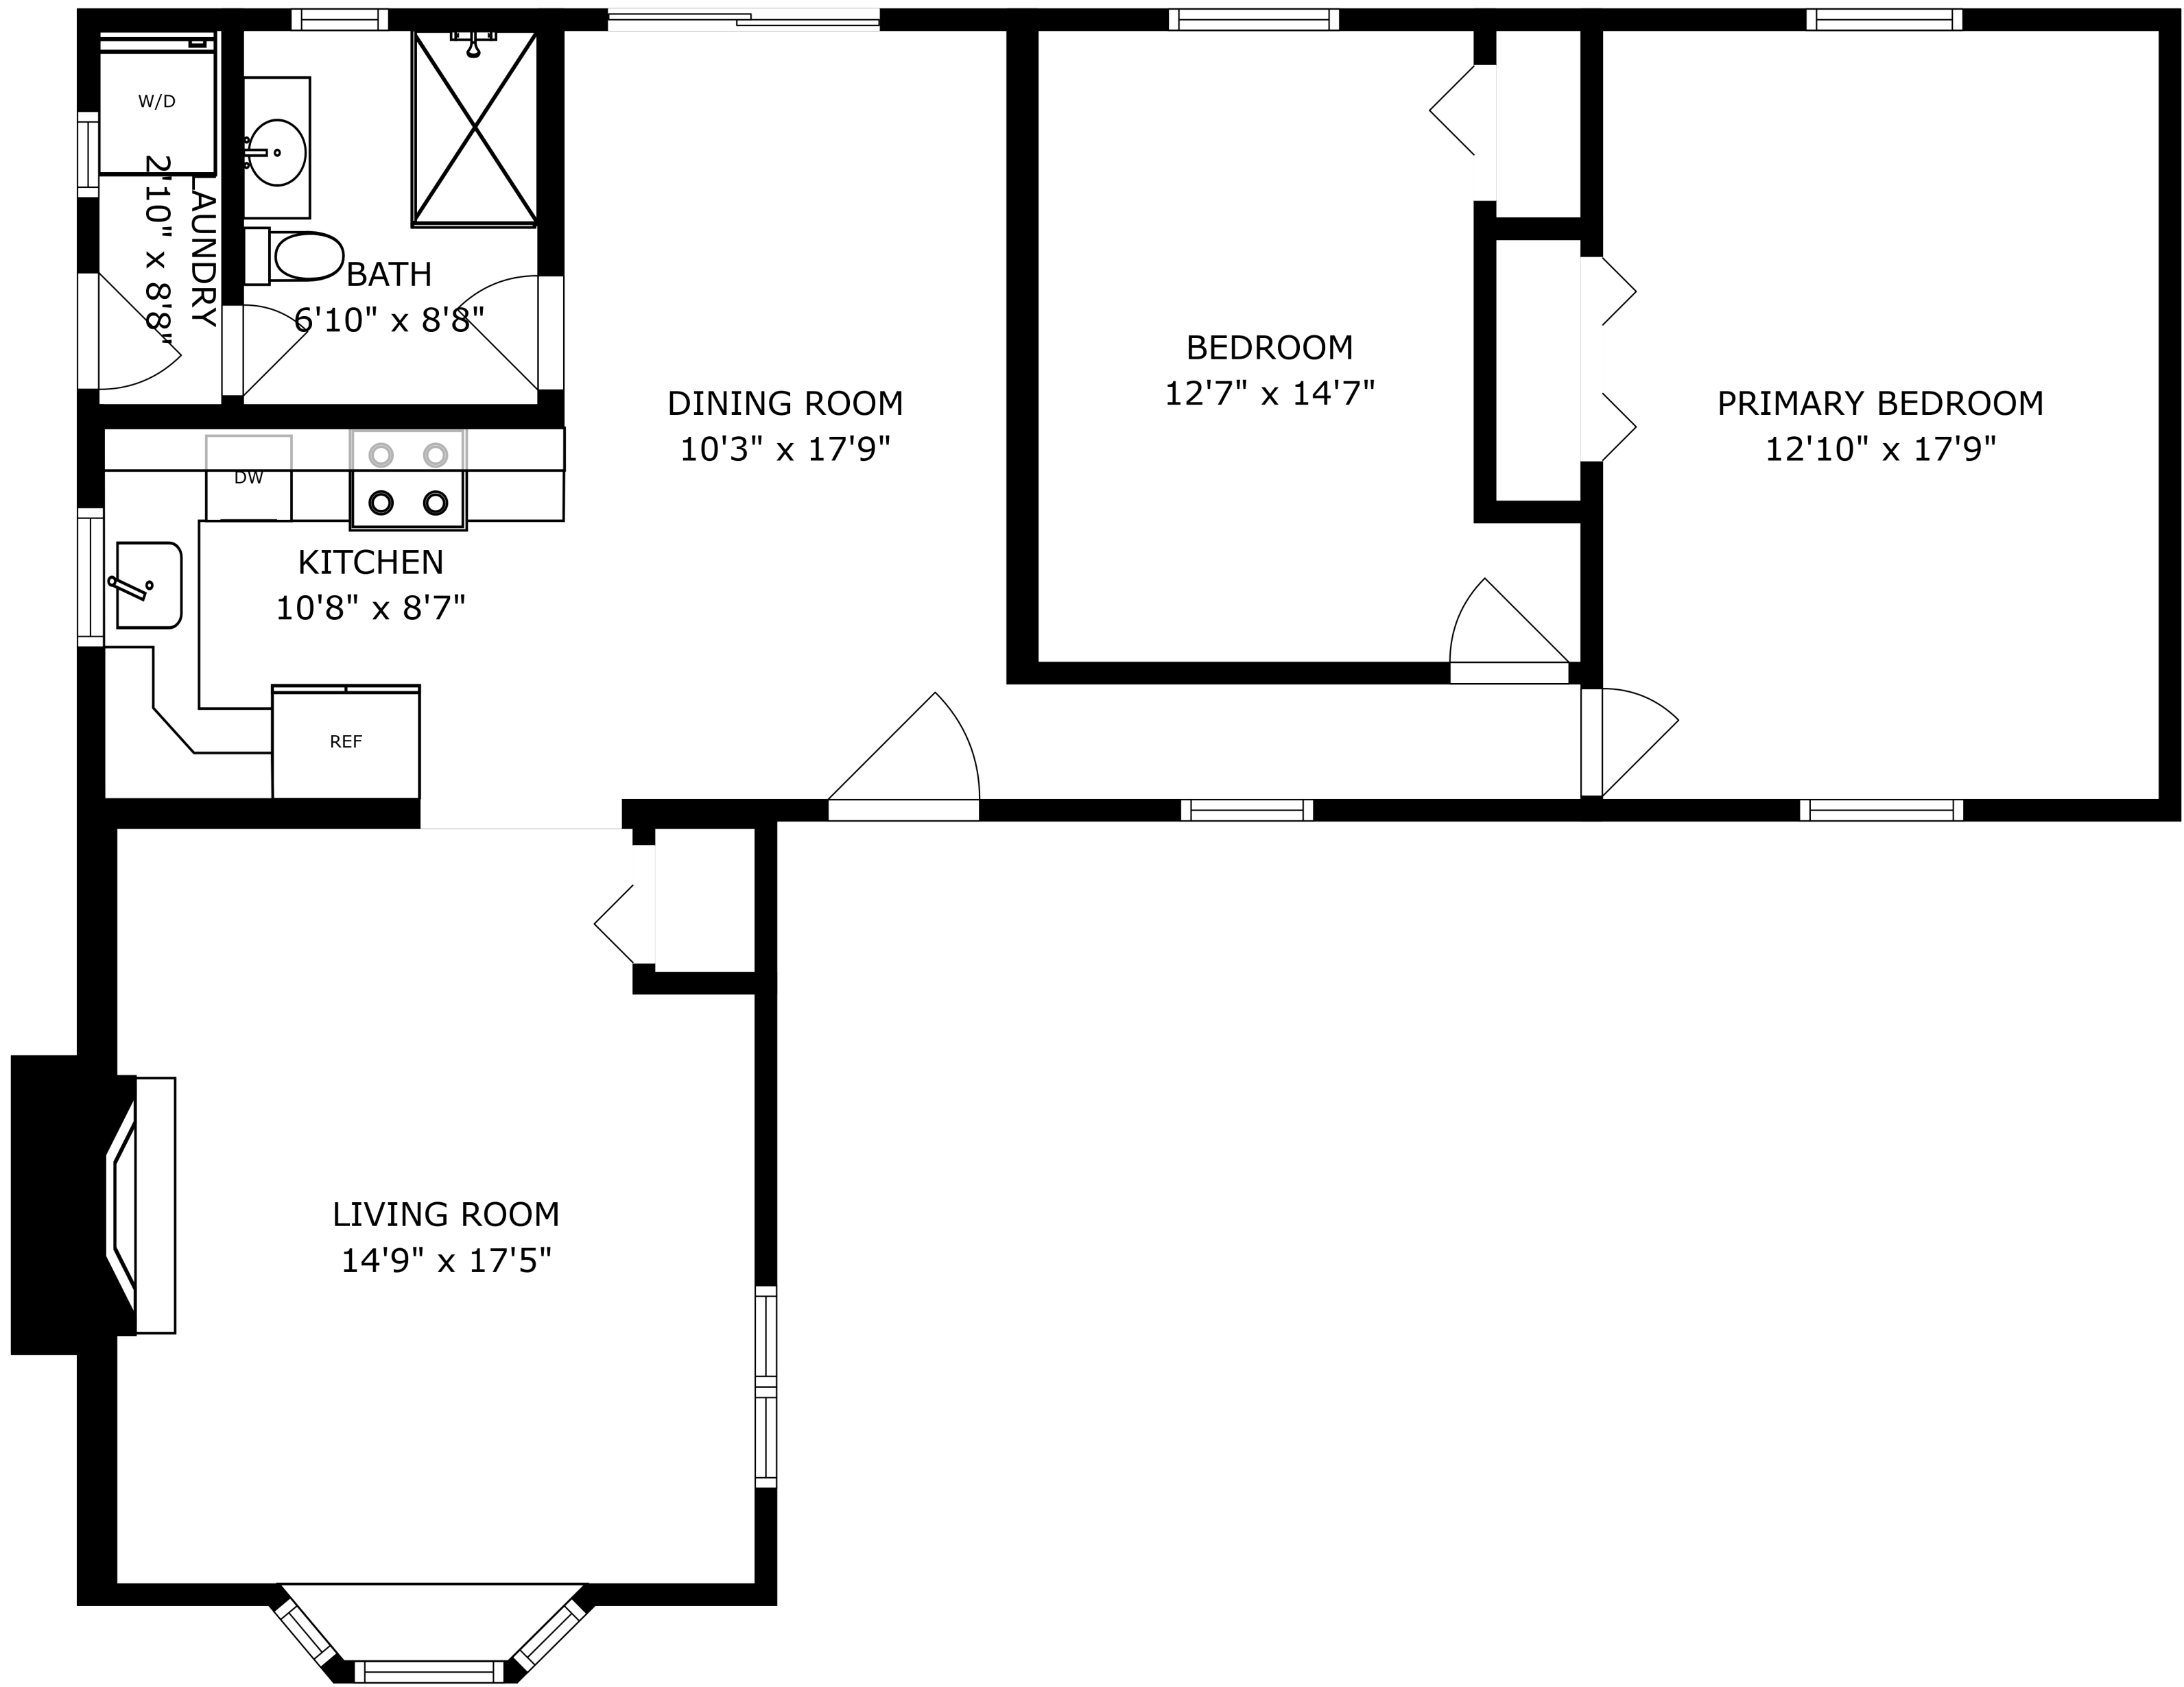 W/D
LAUNDRY
2'10" x 8'8"
BATH
6'10" x 8'8"
DINING ROOM
10'3" x 17'9"
BEDROOM
12'7" x 14'7"
PRIMARY BEDROOM
12'10" x 17'9"
DW
KITCHEN
10'8" x 8'7"
REF
LIVING ROOM
14'9" x 17'5"